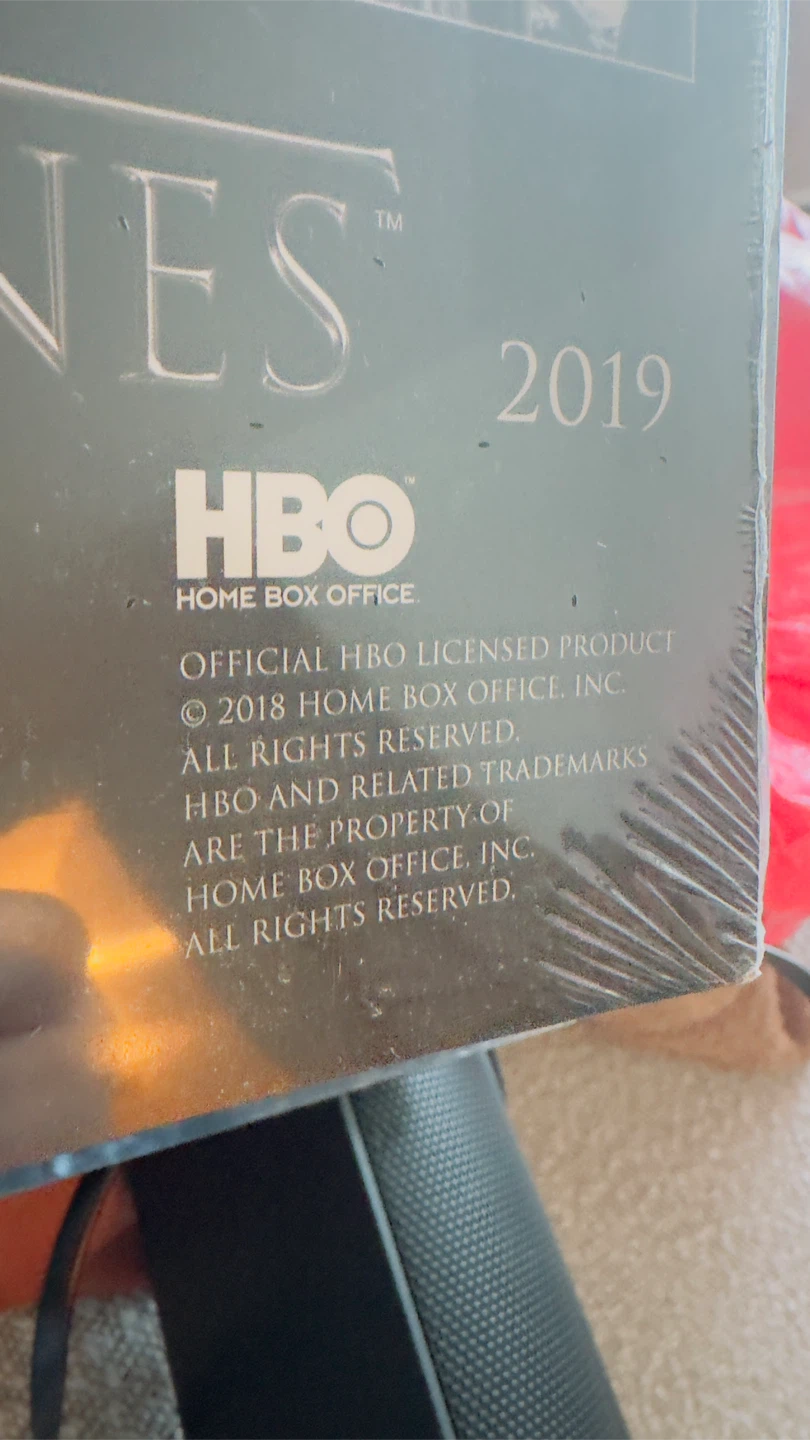 NES™
2019
HBO™
HOME BOX OFFICE
OFFICIAL HBO LICENSED PRODUCT
© 2018 HOME BOX OFFICE, INC.
ALL RIGHTS RESERVED.
HBO AND RELATED TRADEMARKS
ARE THE PROPERTY OF
HOME BOX OFFICE, INC.
ALL RIGHTS RESERVED.